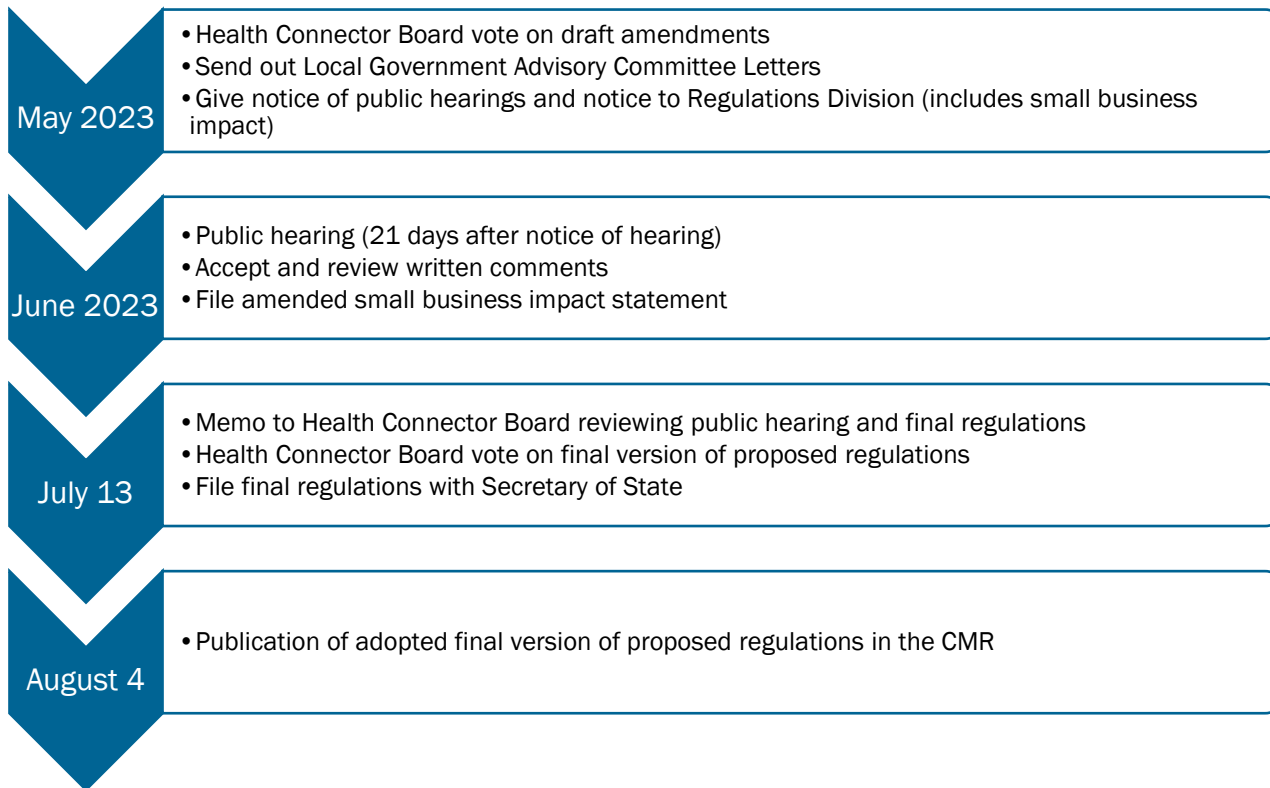 May 2023
• Health Connector Board vote on draft amendments
• Send out Local Government Advisory Committee Letters
• Give notice of public hearings and notice to Regulations Division (includes small business
impact)
June 2023
• Public hearing (21 days after notice of hearing)
• Accept and review written comments
• File amended small business impact statement
July 13
• Memo to Health Connector Board reviewing public hearing and final regulations
• Health Connector Board vote on final version of proposed regulations
• File final regulations with Secretary of State
August 4
• Publication of adopted final version of proposed regulations in the CMR